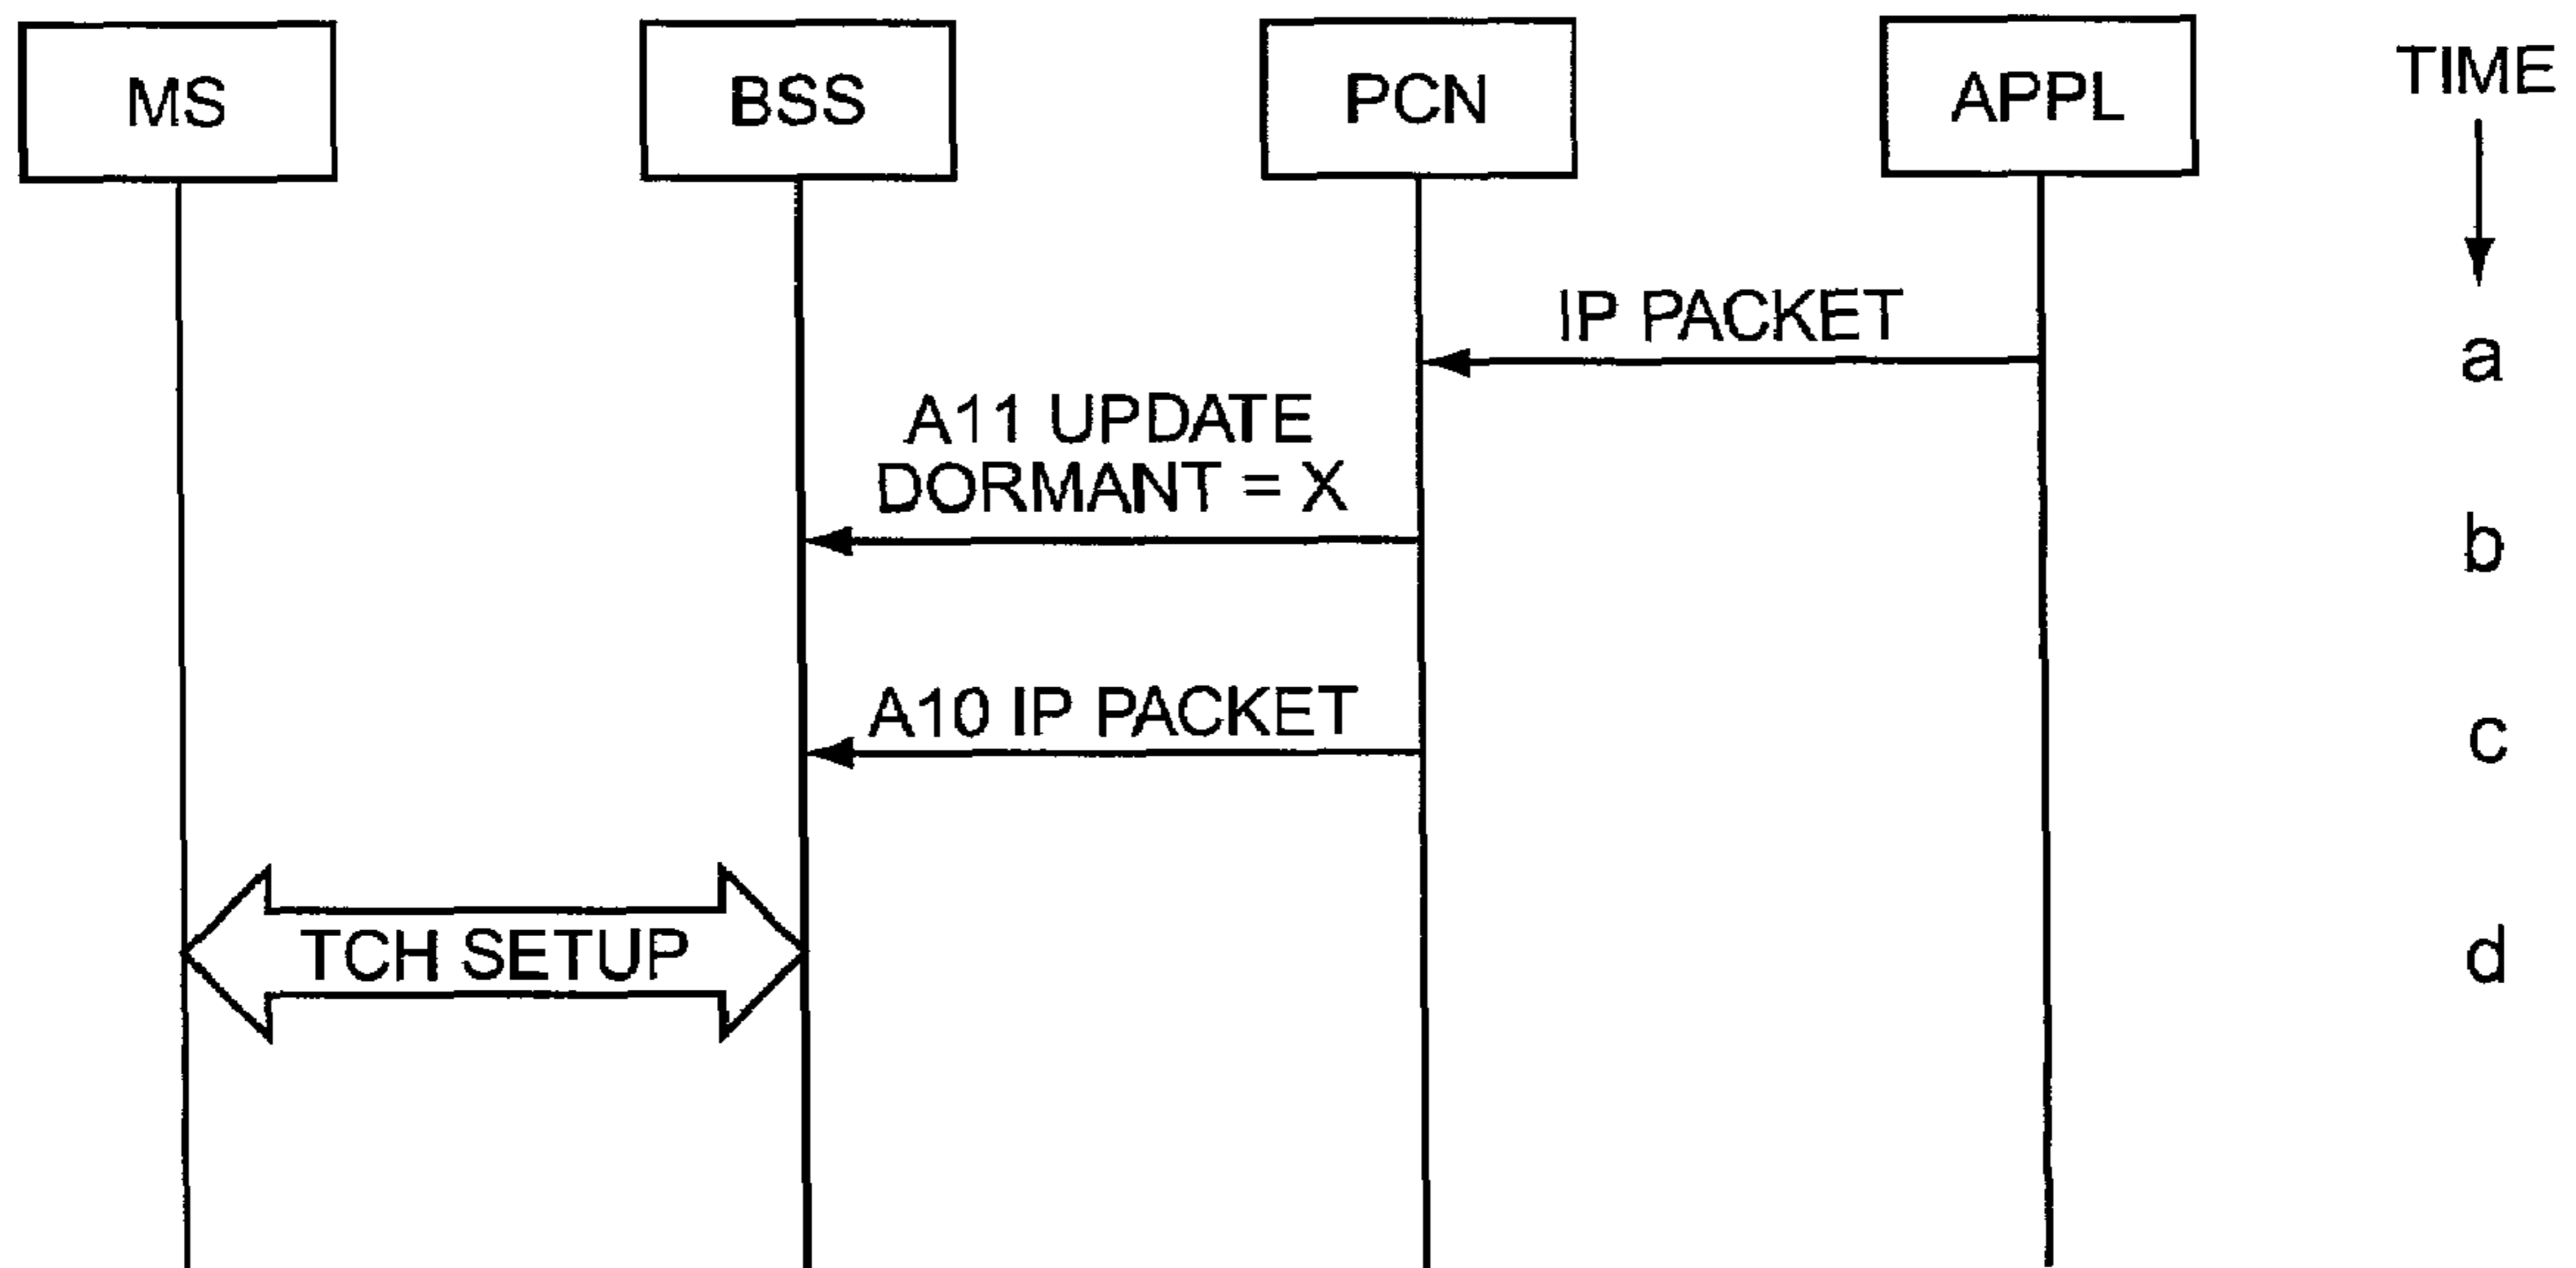 MS
BSS
PCN
APPL
TIME
IP PACKET
a
A11 UPDATE
DORMANT = X
b
A10 IP PACKET
c
TCH SETUP
d